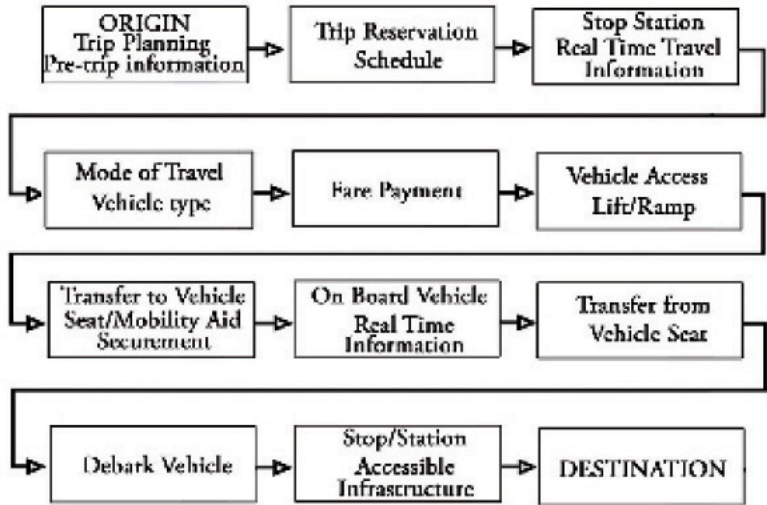 ORIGIN
Trip Planning
Pre-trip information
Trip Reservation
Schedule
Stop Station
Real Time Travel
Information
Mode of Travel
Vehicle type
Fare Payment
Vehicle Access
Lift/Ramp
Transfer to Vehicle
Seat/Mobility Aid
Securement
On Board Vehicle
Real Time
Information
Transfer from
Vehicle Seat
Debark Vehicle
Stop/Station
Accessible
Infrastructure
DESTINATION